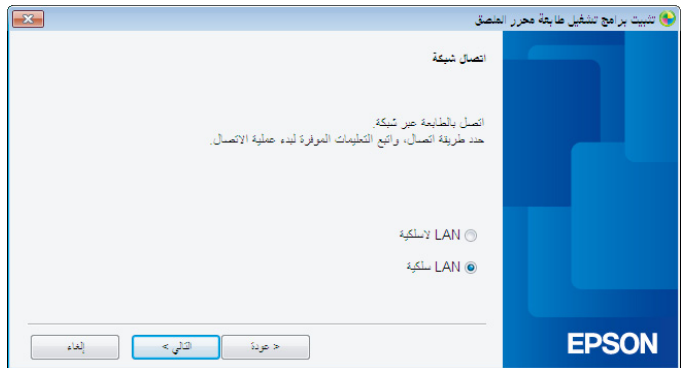 تثبيت برامج تشغيل طابعة محرر الملصق
اتصال شبكة
اتصل بالطابعة عبر شبكة.
حدد طريقة اتصال، واتبع التعليمات الموفرة لبدء عملية الاتصال.
LAN لاسلكية
LAN سلكية
< عودة
التالي >
إلغاء
EPSON